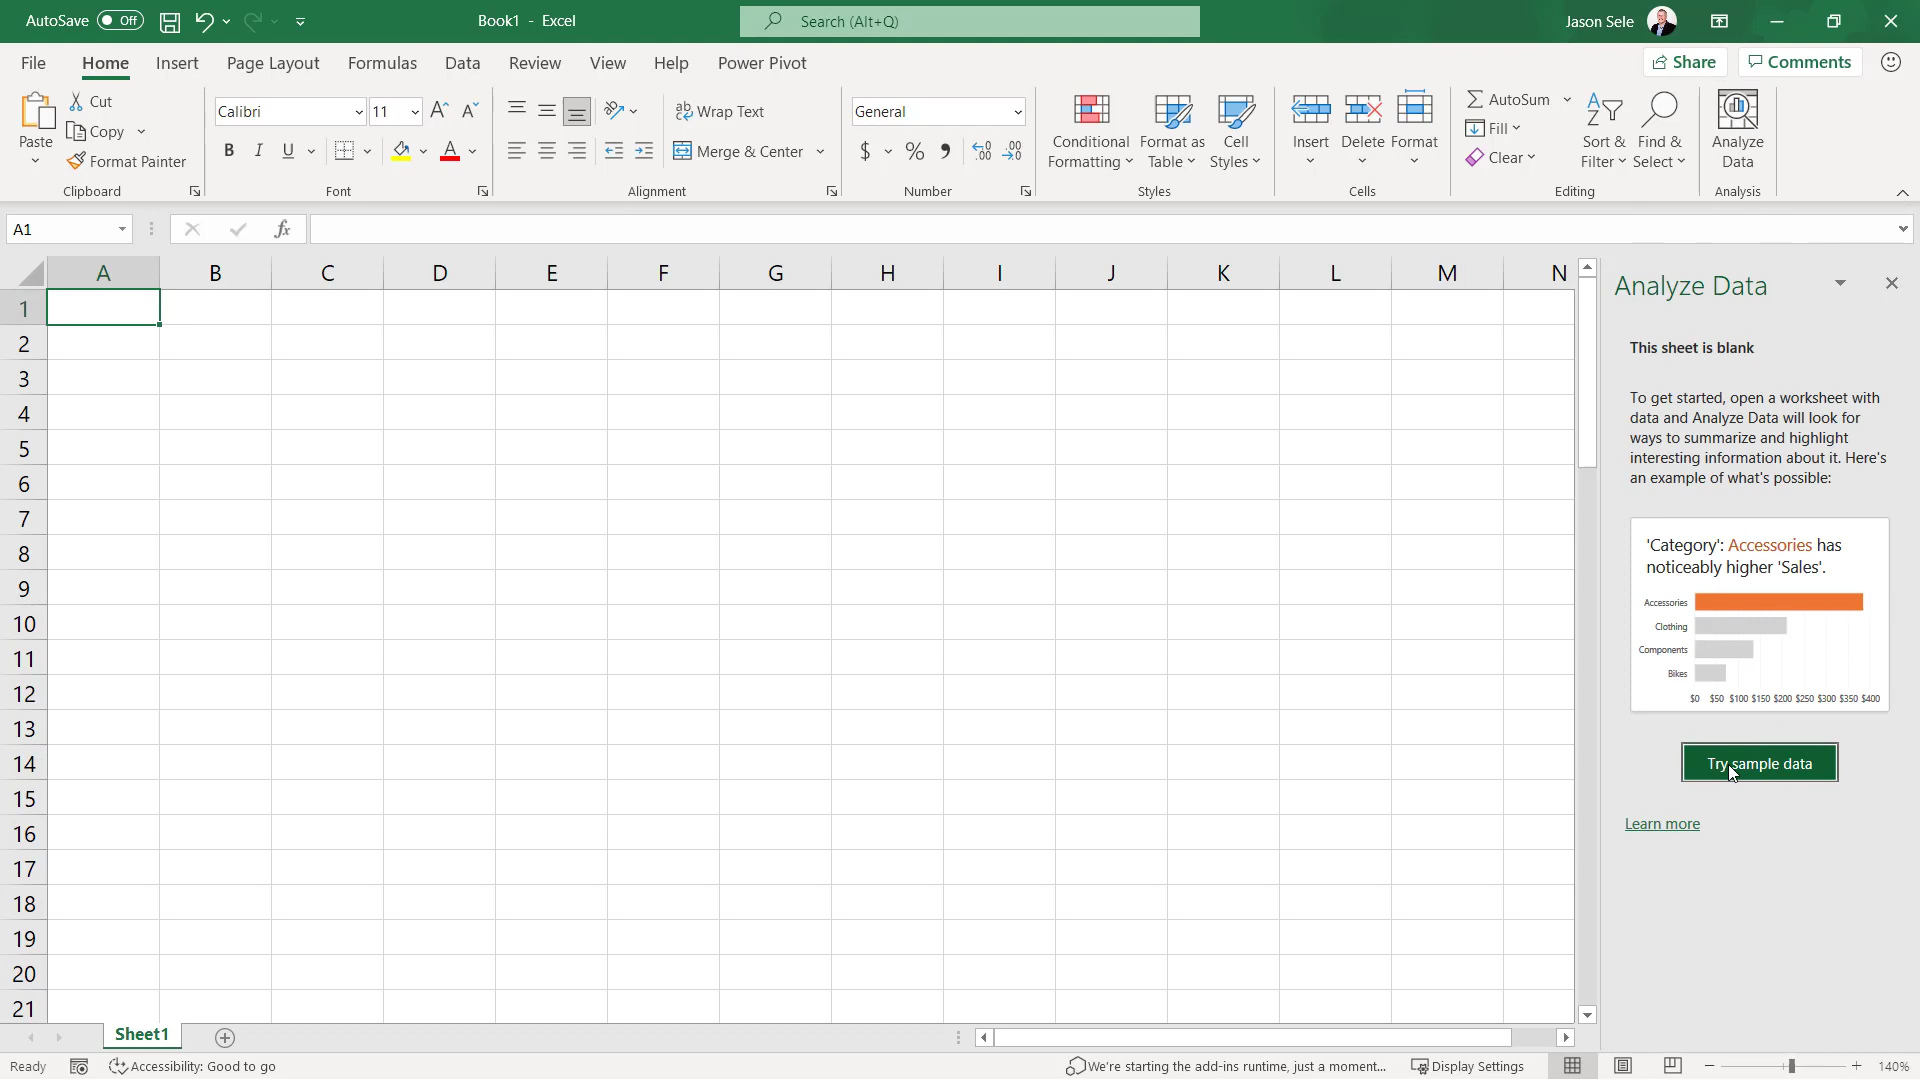 AutoSave Off
Book1 - Excel
Search (Alt+Q)
Jason Sele
File Home Insert Page Layout Formulas Data Review View Help Power Pivot
Share Comments
Paste
Cut
Copy
Format Painter
Clipboard
Calibri 11
B I U
Font
Wrap Text
Merge & Center
Alignment
General
$ % 9
Number
Conditional Formatting
Format as Table
Cell Styles
Styles
Insert
Delete
Format
Cells
AutoSum
Fill
Clear
Sort & Filter
Find & Select
Editing
Analyze Data
Analysis
A1
fx
A B C D E F G H I J K L M N
1
2
3
4
5
6
7
8
9
10
11
12
13
14
15
16
17
18
19
20
21
Analyze Data
This sheet is blank
To get started, open a worksheet with
data and Analyze Data will look for
ways to summarize and highlight
interesting information about it. Here's
an example of what's possible:
'Category': Accessories has
noticeably higher 'Sales'.
Accessories
Clothing
Components
Bikes
$0 $50 $100 $150 $200 $250 $300 $350 $400
Try sample data
Learn more
Sheet1
Ready
Accessibility: Good to go
We're starting the add-ins runtime, just a moment...
Display Settings
140%